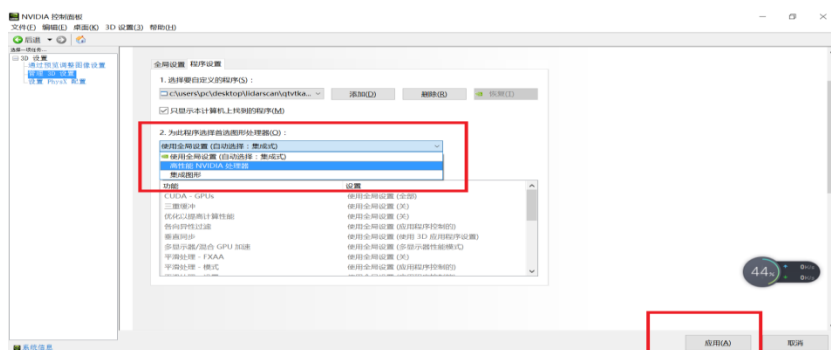 NVIDIA 控制面板
文件(F) 编辑(E) 桌面(K) 3D 设置(3) 帮助(H)
后退
选择一项任务...
3D 设置
通过预览调整图像设置
管理 3D 设置
设置 PhysX 配置
全局设置 程序设置
1. 选择要自定义的程序(S)：
c:\users\pc\desktop\lidarscan\qtvtka... 添加(D) 删除(R) 恢复(T)
只显示本计算机上找到的程序(M)
2. 为此程序选择首选图形处理器(O)：
使用全局设置 (自动选择：集成式)
使用全局设置 (自动选择：集成式)
高性能 NVIDIA 处理器
集成图形
功能 设置
CUDA - GPUs 使用全局设置 (全部)
三重缓冲 使用全局设置 (关)
优化以提高计算性能 使用全局设置 (关)
各向异性过滤 使用全局设置 (应用程序控制的)
垂直同步 使用全局设置 (使用 3D 应用程序设置)
多显示器/混合 GPU 加速 使用全局设置 (多显示器性能模式)
平滑处理 - FXAA 使用全局设置 (关)
平滑处理 - 模式 使用全局设置 (应用程序控制的)
44%
0K/s
0K/s
系统信息
应用(A) 取消